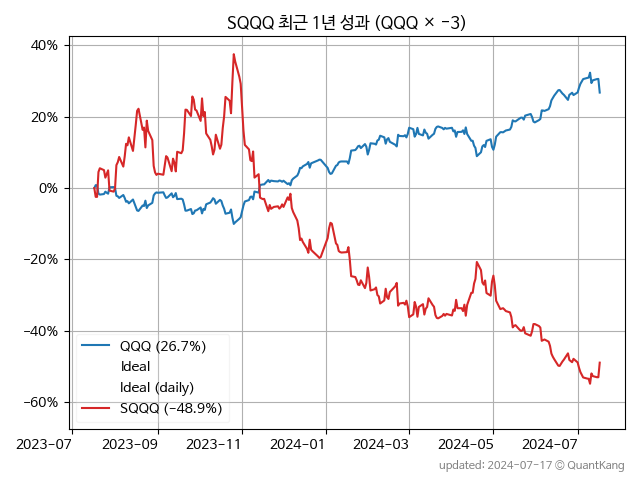 SQQQ 최근 1년 성과 (QQQ × −3)
40%
20%
0%
−20%
−40%
−60%
QQQ (26.7%)
Ideal
Ideal (daily)
SQQQ (−48.9%)
2023−07
2023−09
2023−11
2024−01
2024−03
2024−05
2024−07
updated: 2024−07−17 © QuantKang